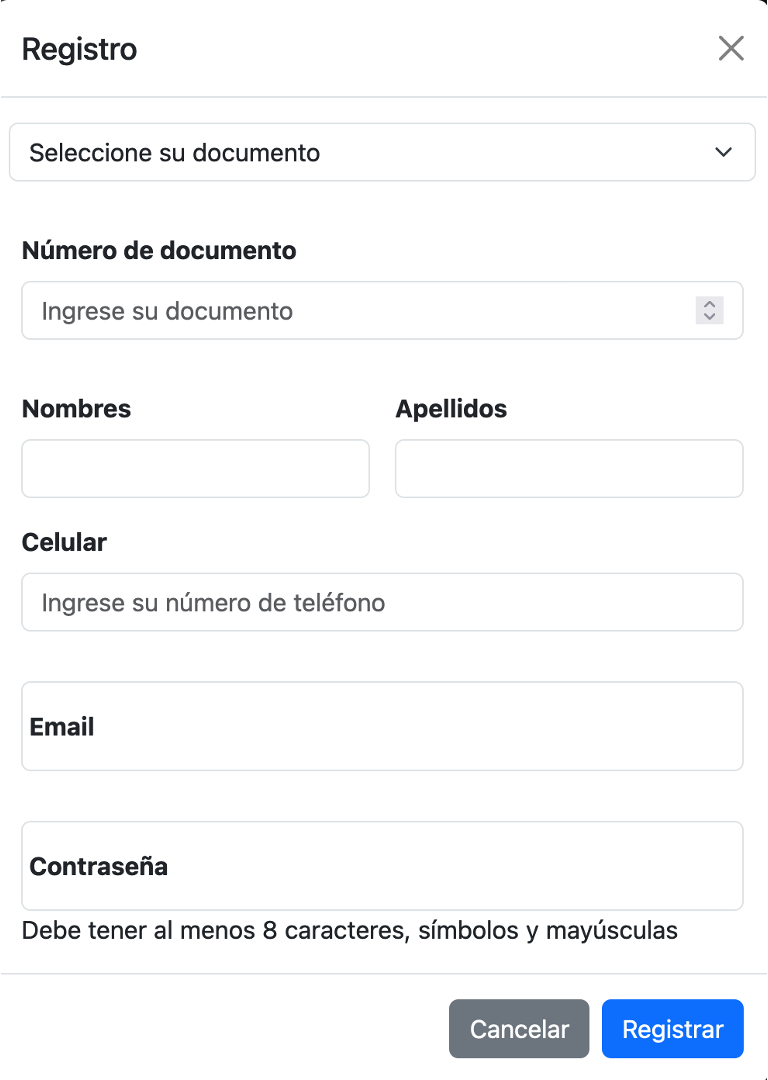 Registro
Seleccione su documento
Número de documento
Ingrese su documento
Nombres Apellidos
Celular
Ingrese su número de teléfono
Email
Contraseña
Debe tener al menos 8 caracteres, símbolos y mayúsculas
Cancelar Registrar